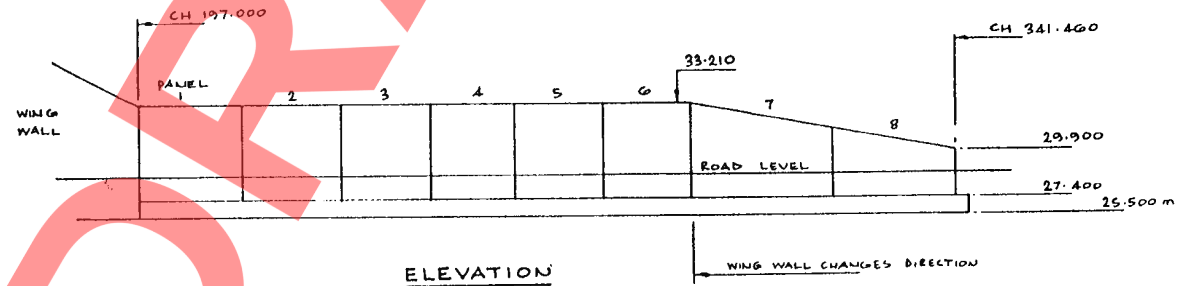 CH 197.000
CH 341.460
33.210
PANEL
1
2
3
4
5
6
7
8
WING
WALL
29.900
ROAD LEVEL
27.400
25.500 m
ELEVATION
WING WALL CHANGES DIRECTION